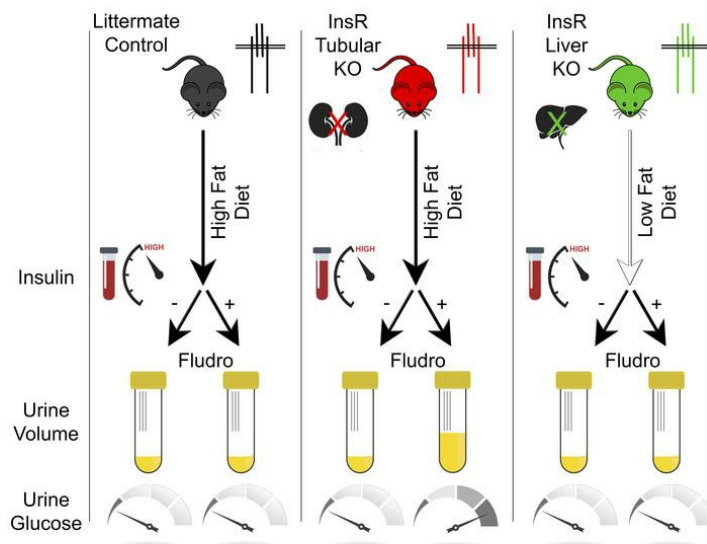 Littermate
Control
InsR
Tubular
KO
InsR
Liver
KO
High Fat
Diet
High Fat
Diet
Low Fat
Diet
Insulin
HIGH
HIGH
HIGH
- +
- +
- +
Fludro
Fludro
Fludro
Urine
Volume
Urine
Glucose